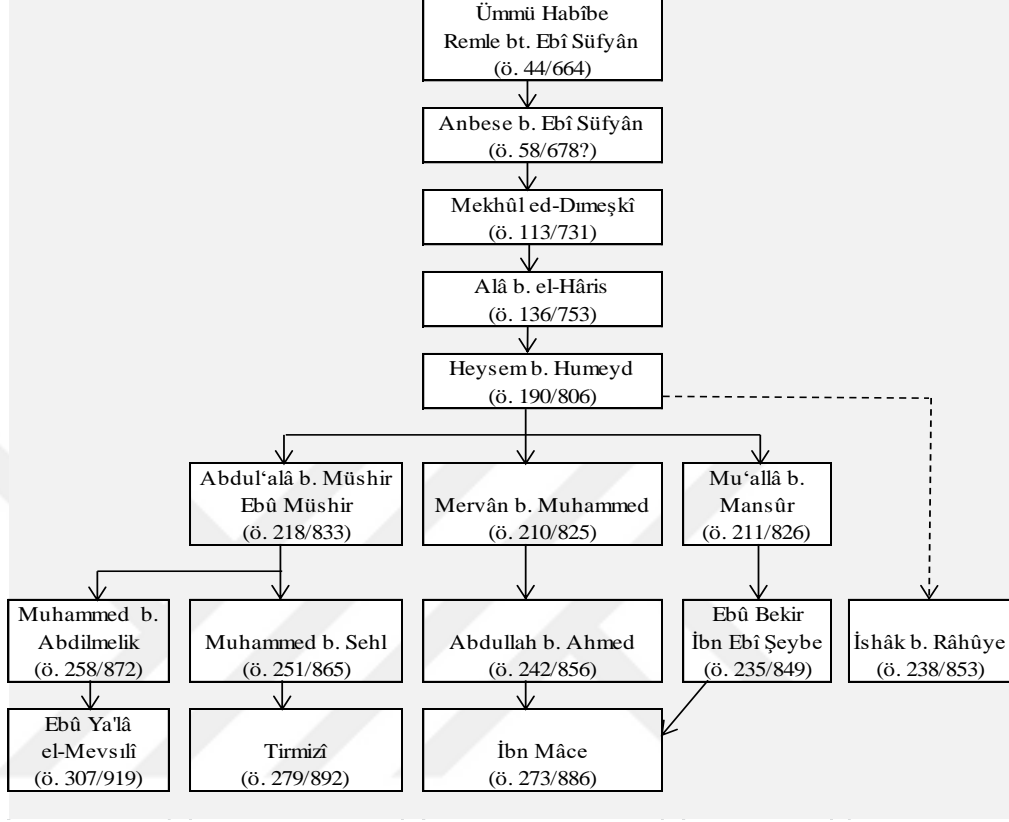 Ümmü Habîbe
Remle bt. Ebî Süfyân
(ö. 44/664)
Anbese b. Ebî Süfyân
(ö. 58/678?)
Mekhûl ed-Dımeşkî
(ö. 113/731)
Alâ b. el-Hâris
(ö. 136/753)
Heysem b. Humeyd
(ö. 190/806)
Abdul‘alâ b. Müshir
Ebû Müshir
(ö. 218/833)
Mervân b. Muhammed
(ö. 210/825)
Mu‘allâ b.
Mansûr
(ö. 211/826)
Muhammed b.
Abdilmelik
(ö. 258/872)
Muhammed b. Sehl
(ö. 251/865)
Abdullah b. Ahmed
(ö. 242/856)
Ebû Bekir
İbn Ebî Şeybe
(ö. 235/849)
İshâk b. Râhûye
(ö. 238/853)
Ebû Ya'lâ
el-Mevsılî
(ö. 307/919)
Tirmizî
(ö. 279/892)
İbn Mâce
(ö. 273/886)